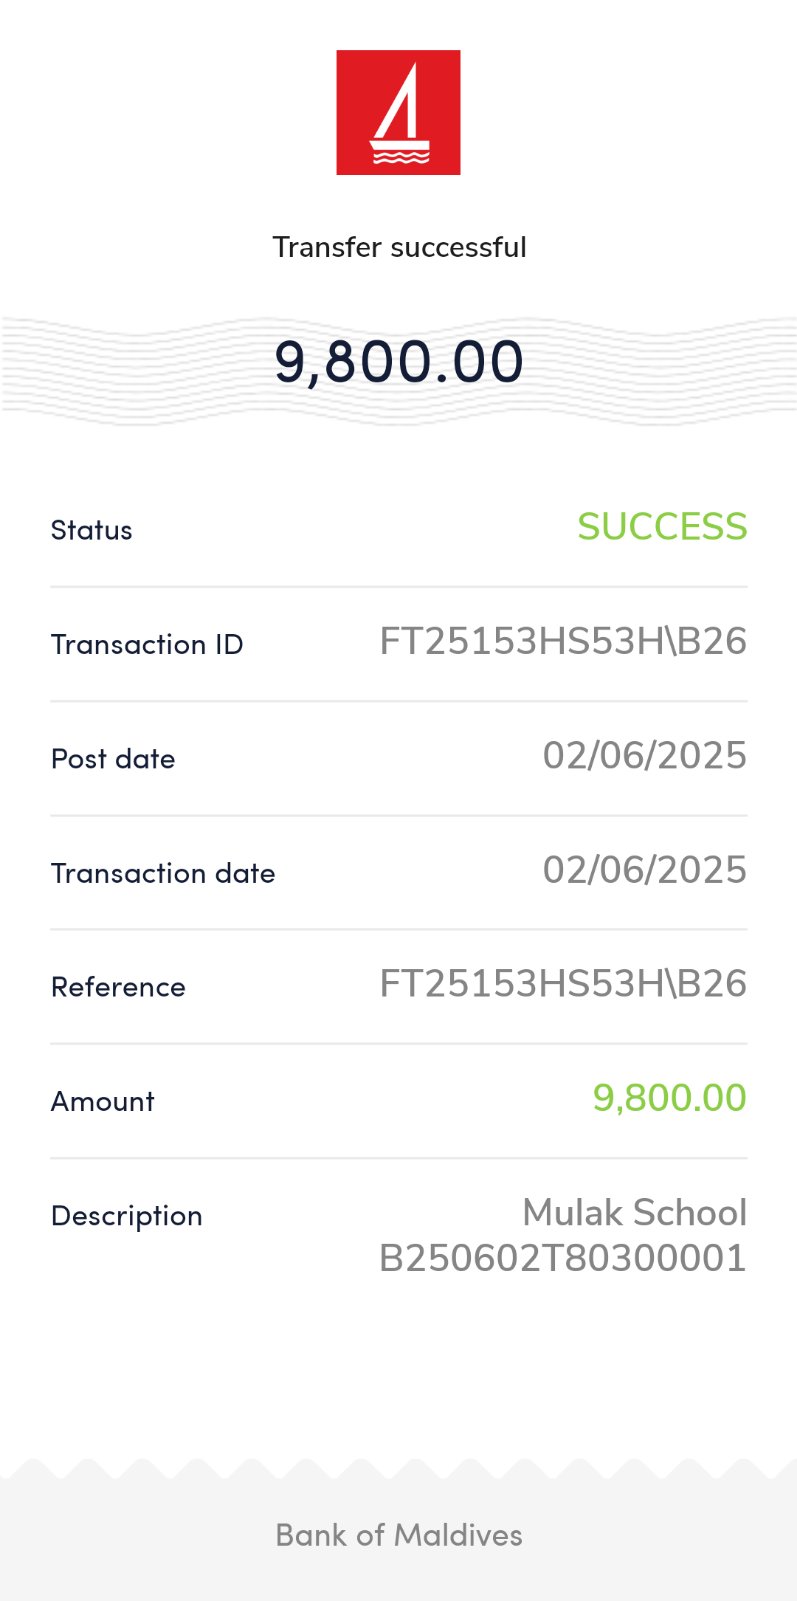 Transfer successful
9,800.00
Status SUCCESS
Transaction ID FT25153HS53H\B26
Post date 02/06/2025
Transaction date 02/06/2025
Reference FT25153HS53H\B26
Amount 9,800.00
Description Mulak School
B250602T80300001
Bank of Maldives